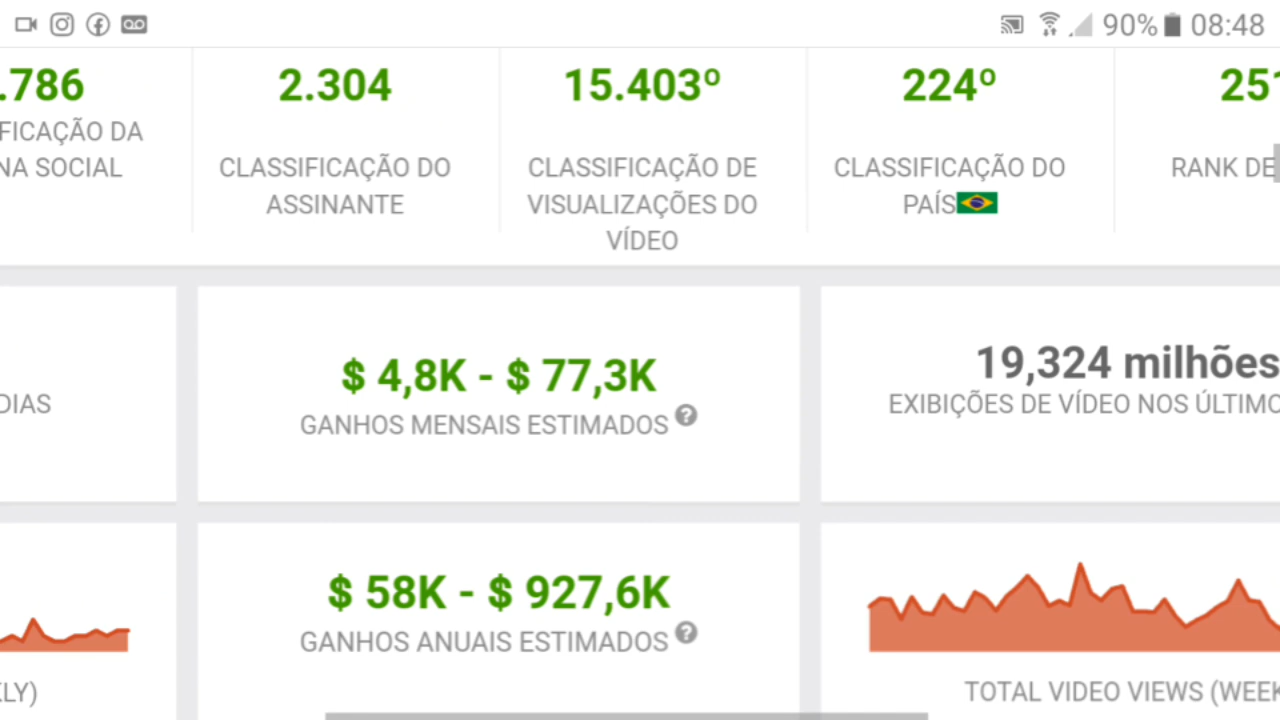 90% 08:48
.786
2.304
15.403º
224º
251
FICAÇÃO DA
NA SOCIAL
CLASSIFICAÇÃO DO
ASSINANTE
CLASSIFICAÇÃO DE
VISUALIZAÇÕES DO
VÍDEO
CLASSIFICAÇÃO DO
PAÍS
RANK DE
DIAS
$ 4,8K - $ 77,3K
GANHOS MENSAIS ESTIMADOS ?
19,324 milhões
EXIBIÇÕES DE VÍDEO NOS ÚLTIMO
KLY)
$ 58K - $ 927,6K
GANHOS ANUAIS ESTIMADOS ?
TOTAL VIDEO VIEWS (WEEK